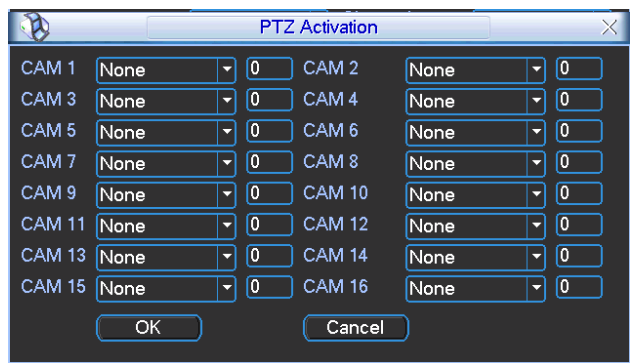 PTZ Activation
CAM 1 None 0 CAM 2 None 0
CAM 3 None 0 CAM 4 None 0
CAM 5 None 0 CAM 6 None 0
CAM 7 None 0 CAM 8 None 0
CAM 9 None 0 CAM 10 None 0
CAM 11 None 0 CAM 12 None 0
CAM 13 None 0 CAM 14 None 0
CAM 15 None 0 CAM 16 None 0
OK Cancel